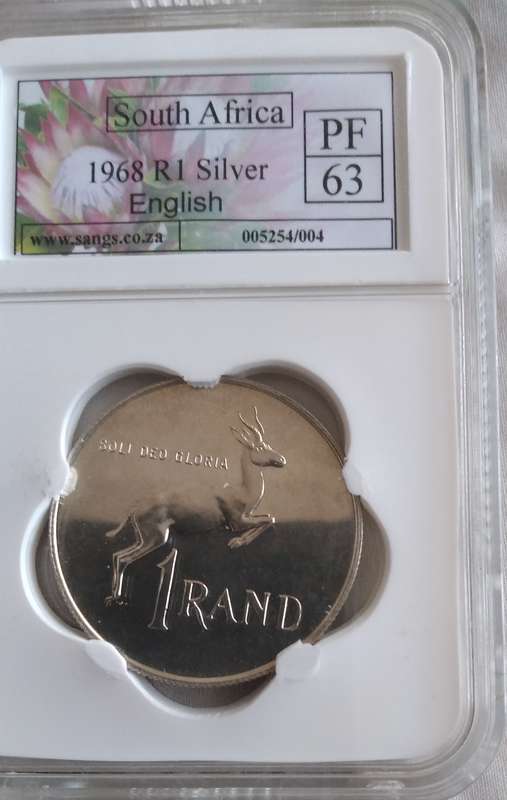 South Africa
PF
1968 R1 Silver
63
English
www.sangs.co.za
005254/004
SOLI DEO GLORIA
1 RAND